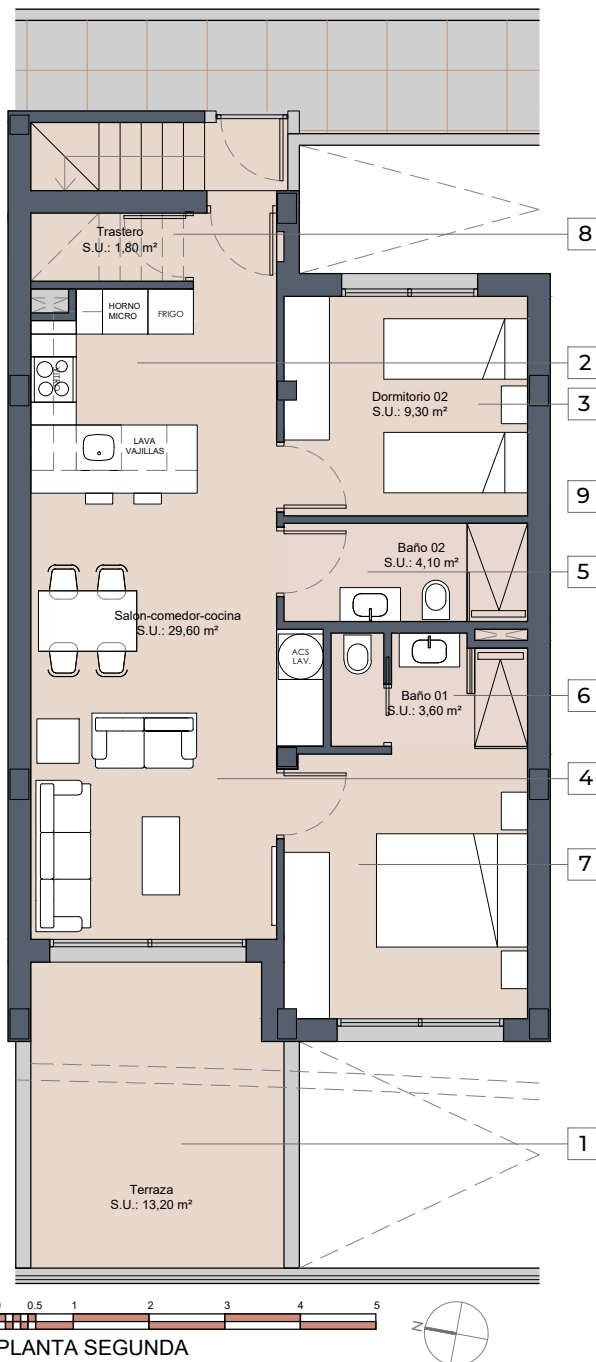 Trastero
S.U.: 1,80 m²
8
HORNO
MICRO
FRIGO
2
Dormitorio 02
S.U.: 9,30 m²
3
LAVA
VAJILLAS
9
Baño 02
S.U.: 4,10 m²
5
Salon-comedor-cocina
S.U.: 29,60 m²
ACS
LAV.
Baño 01
S.U.: 3,60 m²
6
4
7
1
Terraza
S.U.: 13,20 m²
0.5 1 2 3 4 5
N
PLANTA SEGUNDA